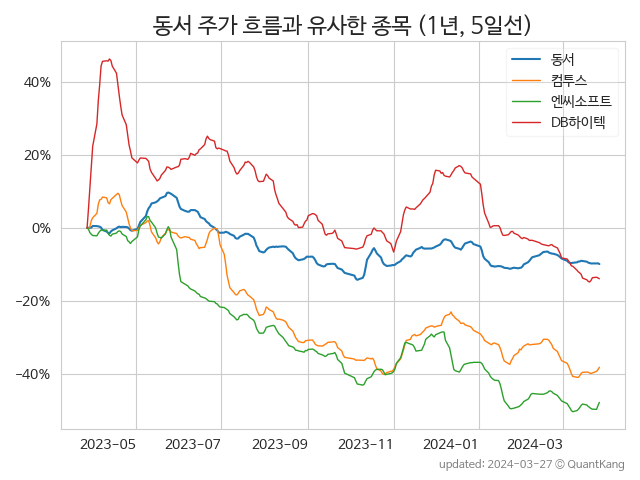 동서 주가 흐름과 유사한 종목 (1년, 5일선)
동서
컴투스
엔씨소프트
DB하이텍
40%
20%
0%
−20%
−40%
2023-05
2023-07
2023-09
2023-11
2024-01
2024-03
updated: 2024-03-27 © QuantKang